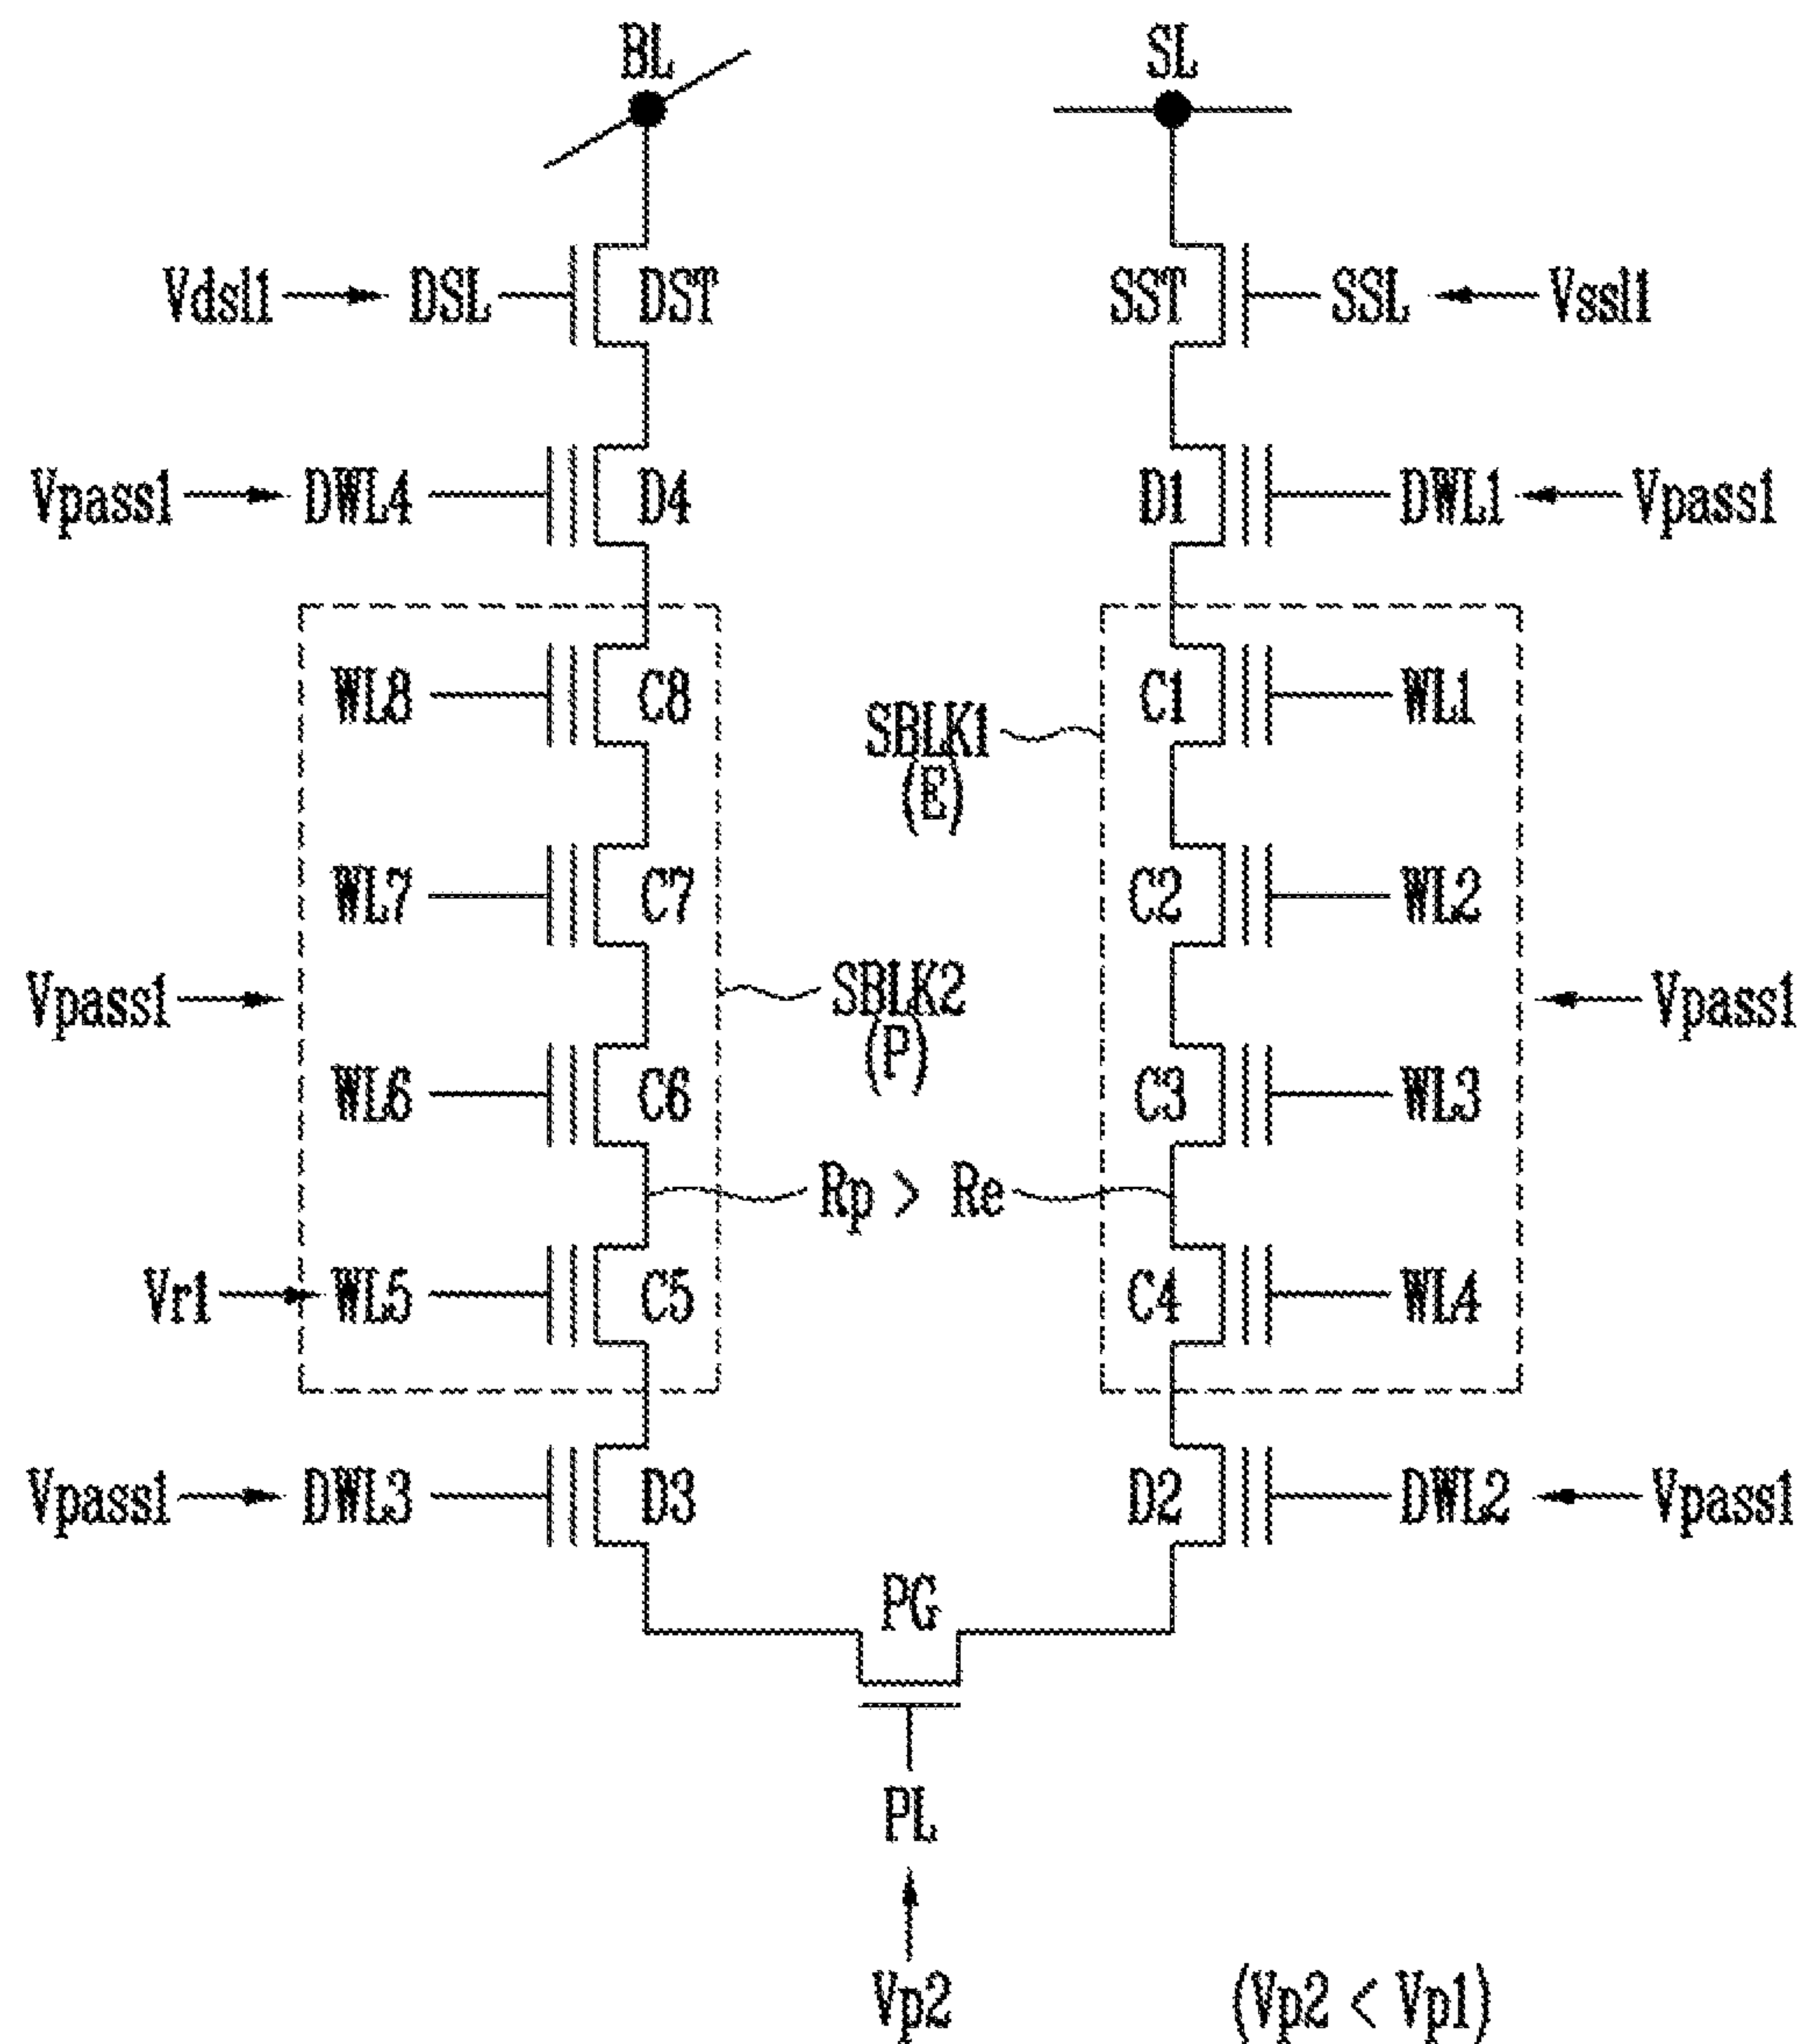 BL SL
Vdsl1 DSL DST SST SSL Vssl1
Vpass1 DWL4 D4 D1 DWL1 Vpass1
WL8 C8 C1 WL1
SBLK1
(E)
WL7 C7 C2 WL2
Vpass1 SBLK2 Vpass1
(P)
WL6 C6 C3 WL3
Rp > Re
Vr1 WL5 C5 C4 WL4
Vpass1 DWL3 D3 D2 DWL2 Vpass1
PG
PL
Vp2 (Vp2 < Vp1)